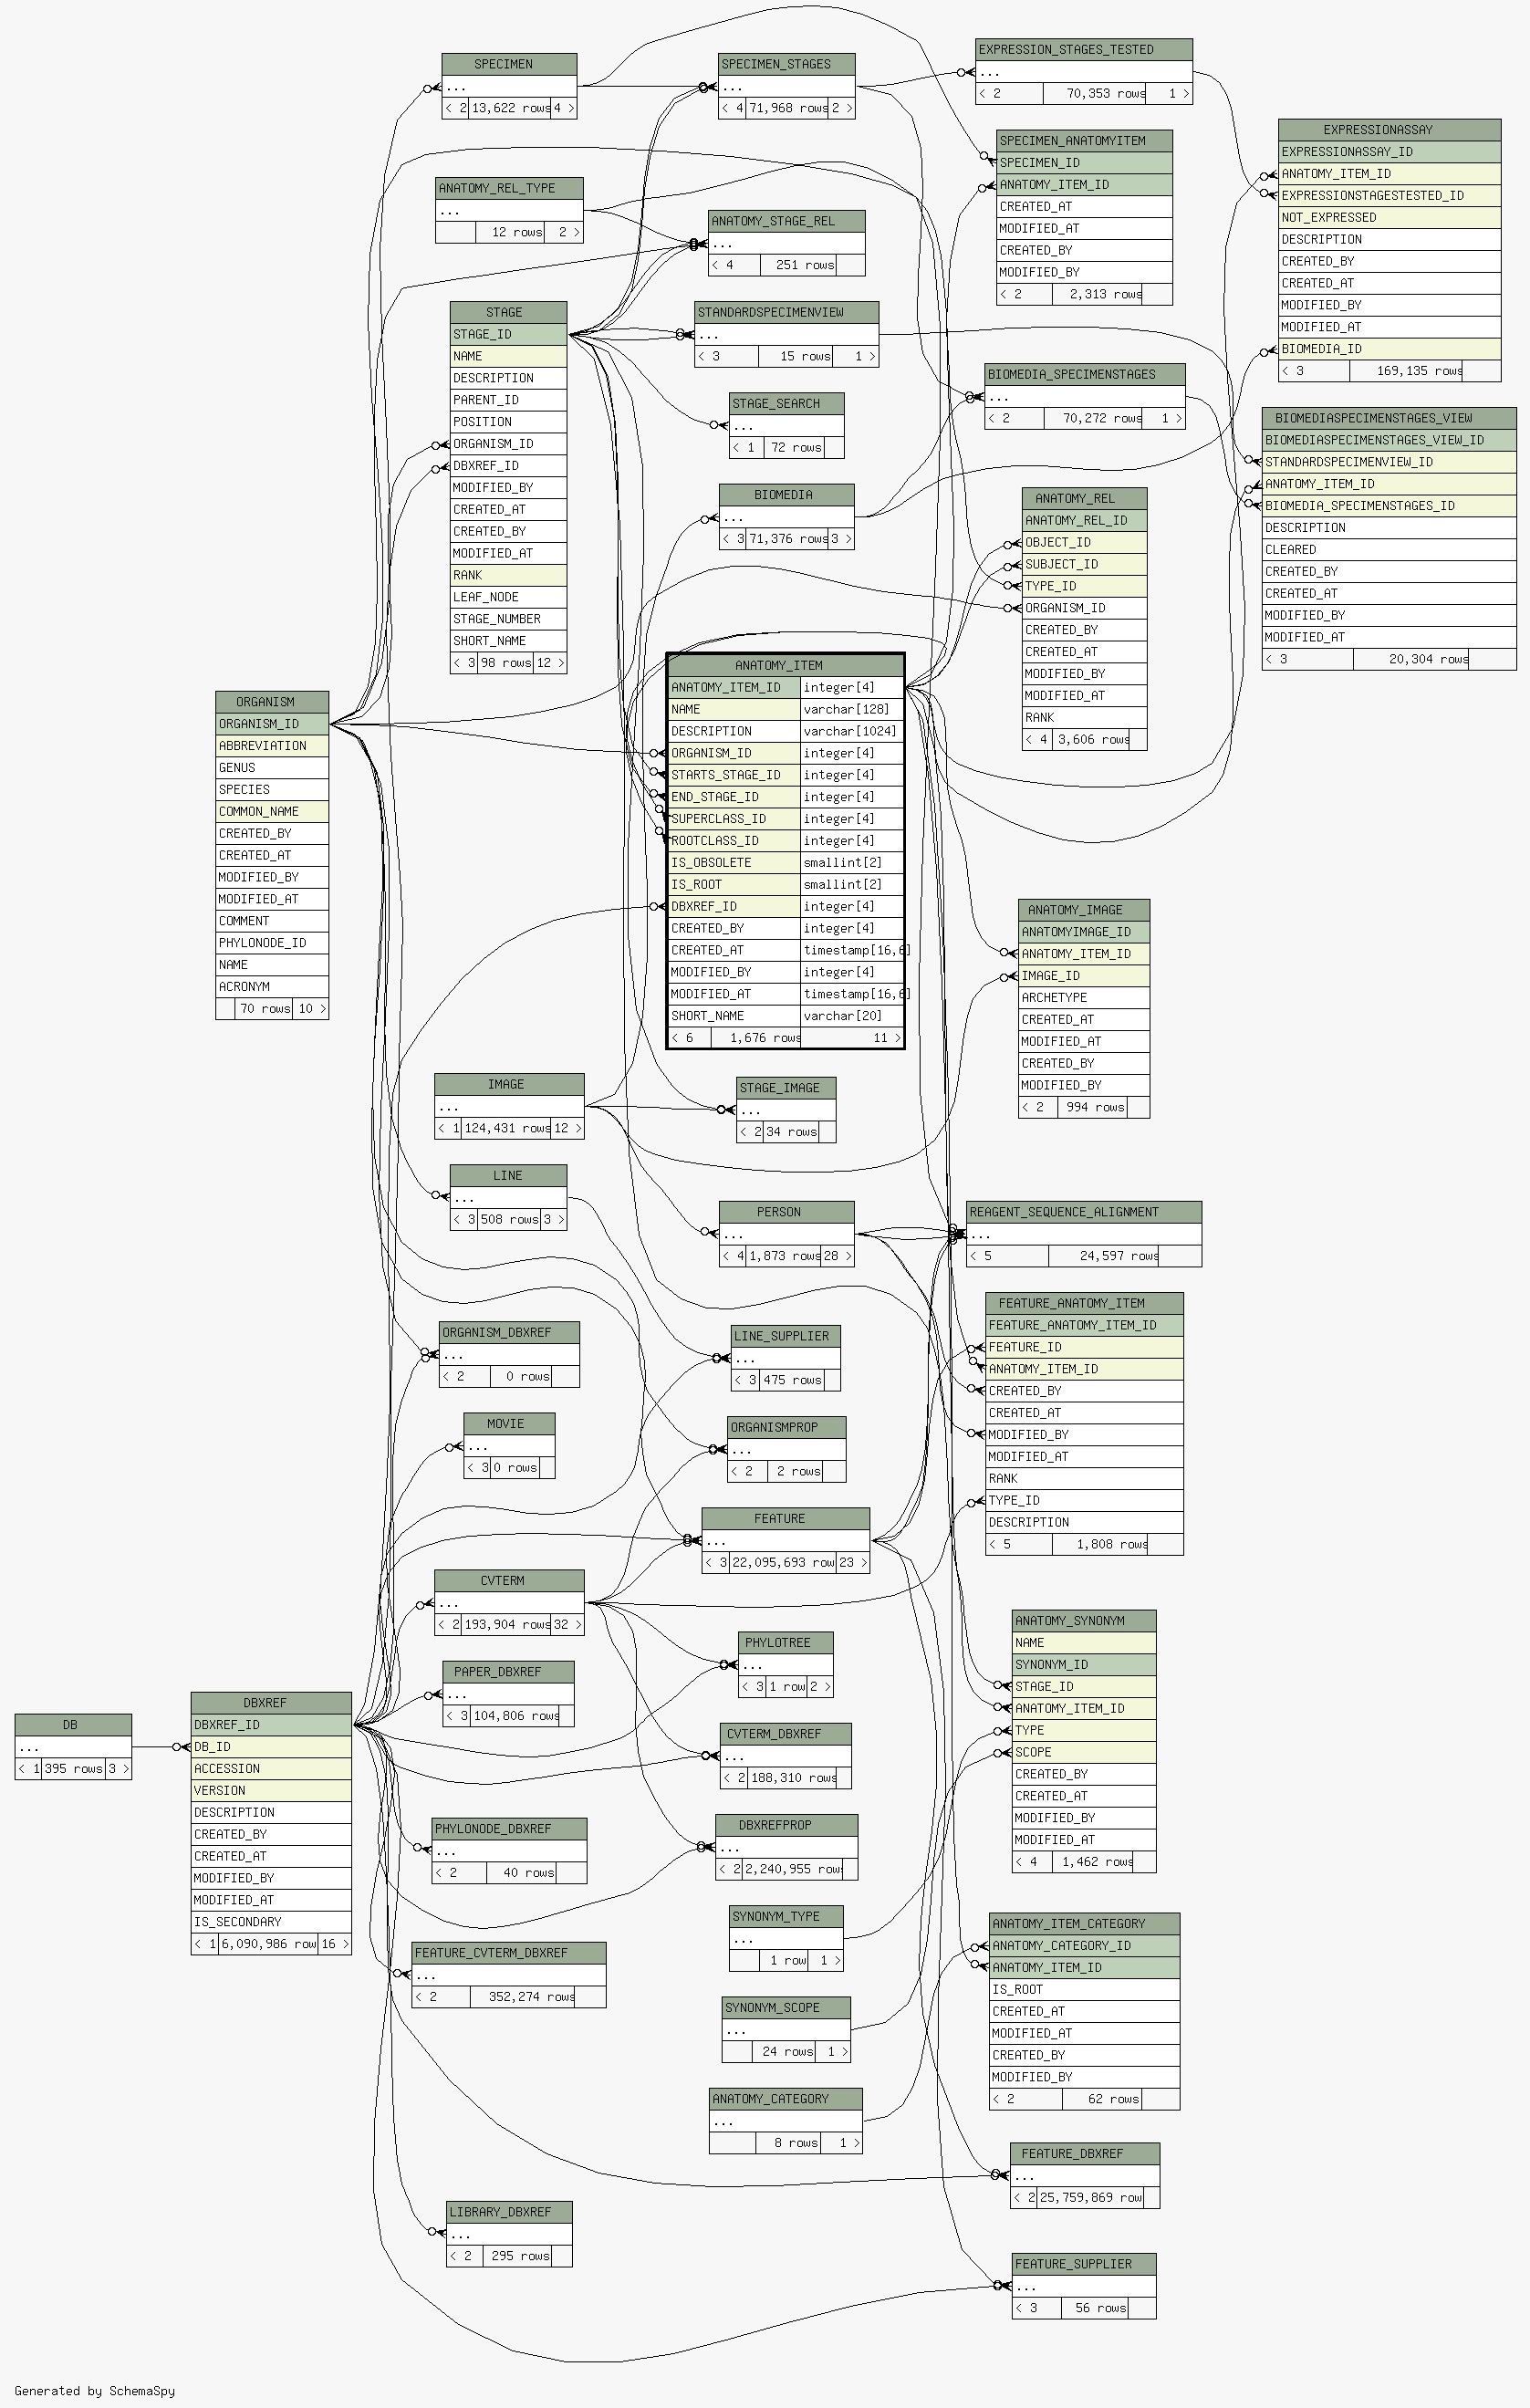 SPECIMEN
...
< 2 13,622 rows 4 >
SPECIMEN_STAGES
...
< 4 71,968 rows 2 >
EXPRESSION_STAGES_TESTED
...
< 2 70,353 rows 1 >
SPECIMEN_ANATOMYITEM
SPECIMEN_ID
ANATOMY_ITEM_ID
CREATED_AT
MODIFIED_AT
CREATED_BY
MODIFIED_BY
< 2 2,313 rows
EXPRESSIONASSAY
EXPRESSIONASSAY_ID
ANATOMY_ITEM_ID
EXPRESSIONSTAGESTESTED_ID
NOT_EXPRESSED
DESCRIPTION
CREATED_BY
CREATED_AT
MODIFIED_BY
MODIFIED_AT
BIOMEDIA_ID
< 3 169,135 rows
ANATOMY_REL_TYPE
...
12 rows 2 >
ANATOMY_STAGE_REL
...
< 4 251 rows
STAGE
STAGE_ID
NAME
DESCRIPTION
PARENT_ID
POSITION
ORGANISM_ID
DBXREF_ID
MODIFIED_BY
CREATED_AT
CREATED_BY
MODIFIED_AT
RANK
LEAF_NODE
STAGE_NUMBER
SHORT_NAME
< 3 98 rows 12 >
STANDARDSPECIMENVIEW
...
< 3 15 rows 1 >
BIOMEDIA_SPECIMENSTAGES
...
< 2 70,272 rows 1 >
STAGE_SEARCH
...
< 1 72 rows
BIOMEDIASPECIMENSTAGES_VIEW
BIOMEDIASPECIMENSTAGES_VIEW_ID
STANDARDSPECIMENVIEW_ID
ANATOMY_ITEM_ID
BIOMEDIA_SPECIMENSTAGES_ID
DESCRIPTION
CLEARED
CREATED_BY
CREATED_AT
MODIFIED_BY
MODIFIED_AT
< 3 20,304 rows
BIOMEDIA
...
< 3 71,376 rows 3 >
ANATOMY_REL
ANATOMY_REL_ID
OBJECT_ID
SUBJECT_ID
TYPE_ID
ORGANISM_ID
CREATED_BY
CREATED_AT
MODIFIED_BY
MODIFIED_AT
RANK
< 4 3,606 rows
ORGANISM
ORGANISM_ID
ABBREVIATION
GENUS
SPECIES
COMMON_NAME
CREATED_BY
CREATED_AT
MODIFIED_BY
MODIFIED_AT
COMMENT
PHYLONODE_ID
NAME
ACRONYM
70 rows 10 >
ANATOMY_ITEM
ANATOMY_ITEM_ID integer[4]
NAME varchar[128]
DESCRIPTION varchar[1024]
ORGANISM_ID integer[4]
STARTS_STAGE_ID integer[4]
END_STAGE_ID integer[4]
SUPERCLASS_ID integer[4]
ROOTCLASS_ID integer[4]
IS_OBSOLETE smallint[2]
IS_ROOT smallint[2]
DBXREF_ID integer[4]
CREATED_BY integer[4]
CREATED_AT timestamp[16,6]
MODIFIED_BY integer[4]
MODIFIED_AT timestamp[16,6]
SHORT_NAME varchar[20]
< 6 1,676 rows 11 >
ANATOMY_IMAGE
ANATOMYIMAGE_ID
ANATOMY_ITEM_ID
IMAGE_ID
ARCHETYPE
CREATED_AT
MODIFIED_AT
CREATED_BY
MODIFIED_BY
< 2 994 rows
IMAGE
...
< 1 124,431 rows 12 >
STAGE_IMAGE
...
< 2 34 rows
LINE
...
< 3 508 rows 3 >
PERSON
...
< 4 1,873 rows 28 >
REAGENT_SEQUENCE_ALIGNMENT
...
< 5 24,597 rows
FEATURE_ANATOMY_ITEM
FEATURE_ANATOMY_ITEM_ID
FEATURE_ID
ANATOMY_ITEM_ID
CREATED_BY
CREATED_AT
MODIFIED_BY
MODIFIED_AT
RANK
TYPE_ID
DESCRIPTION
< 5 1,808 rows
ORGANISM_DBXREF
...
< 2 0 rows
LINE_SUPPLIER
...
< 3 475 rows
MOVIE
...
< 3 0 rows
ORGANISMPROP
...
< 2 2 rows
FEATURE
...
< 3 22,095,693 row 23 >
CVTERM
...
< 2 193,904 rows 32 >
PHYLOTREE
...
< 3 1 row 2 >
ANATOMY_SYNONYM
NAME
SYNONYM_ID
STAGE_ID
ANATOMY_ITEM_ID
TYPE
SCOPE
CREATED_BY
CREATED_AT
MODIFIED_BY
MODIFIED_AT
< 4 1,462 rows
PAPER_DBXREF
...
< 3 104,806 rows
DB
...
< 1 395 rows 3 >
DBXREF
DBXREF_ID
DB_ID
ACCESSION
VERSION
DESCRIPTION
CREATED_BY
CREATED_AT
MODIFIED_BY
MODIFIED_AT
IS_SECONDARY
< 1 6,090,986 row 16 >
CVTERM_DBXREF
...
< 2 188,310 rows
PHYLONODE_DBXREF
...
< 2 40 rows
DBXREFPROP
...
< 2 2,240,955 rows
SYNONYM_TYPE
...
1 row 1 >
ANATOMY_ITEM_CATEGORY
ANATOMY_CATEGORY_ID
ANATOMY_ITEM_ID
IS_ROOT
CREATED_AT
MODIFIED_AT
CREATED_BY
MODIFIED_BY
< 2 62 rows
FEATURE_CVTERM_DBXREF
...
< 2 352,274 rows
SYNONYM_SCOPE
...
24 rows 1 >
ANATOMY_CATEGORY
...
8 rows 1 >
FEATURE_DBXREF
...
< 2 25,759,869 row
LIBRARY_DBXREF
...
< 2 295 rows
FEATURE_SUPPLIER
...
< 3 56 rows
Generated by SchemaSpy